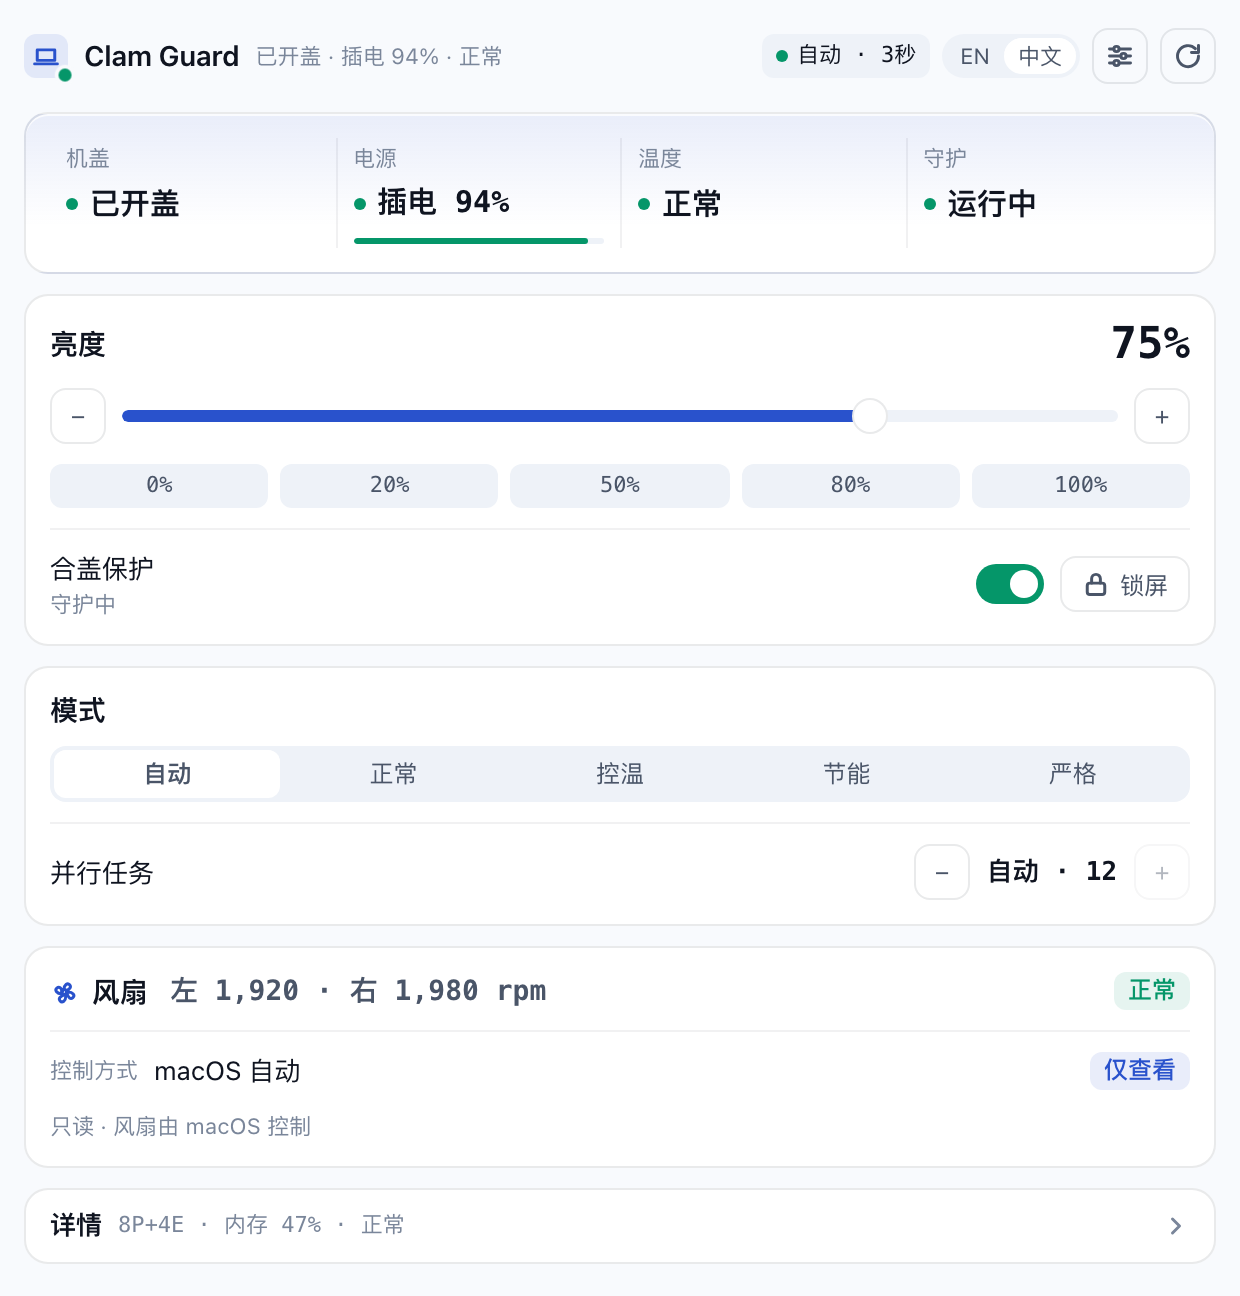 Clam Guard 已开盖 · 插电 94% · 正常 自动 · 3秒 EN 中文
机盖 电源 温度 守护
已开盖 插电 94% 正常 运行中
亮度 75%
− +
0% 20% 50% 80% 100%
合盖保护
守护中
锁屏
模式
自动 正常 控温 节能 严格
并行任务 − 自动 · 12 +
风扇 左 1,920 · 右 1,980 rpm 正常
控制方式 macOS 自动 仅查看
只读 · 风扇由 macOS 控制
详情 8P+4E · 内存 47% · 正常